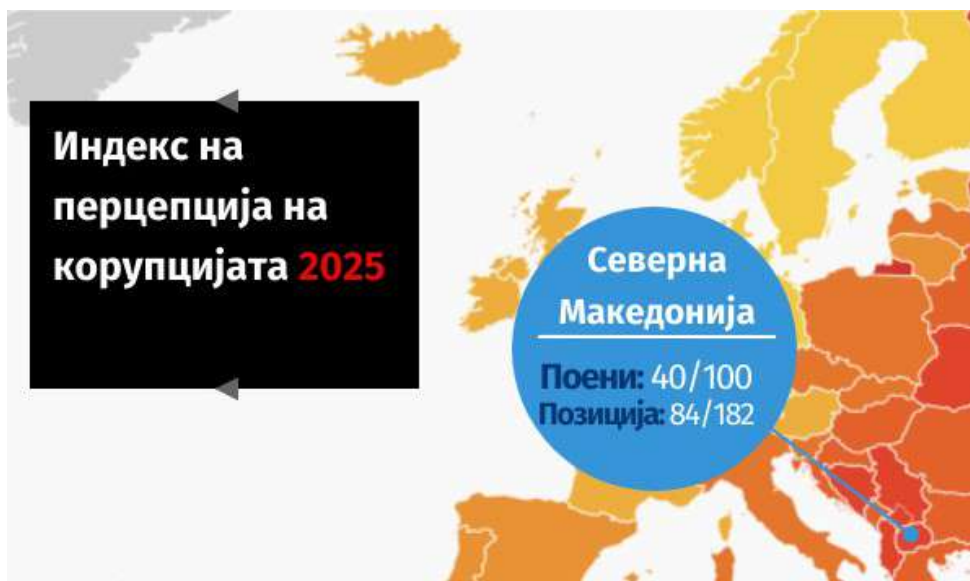 Индекс на
перцепција на
корупцијата 2025
Северна
Македонија
Поени: 40/100
Позиција: 84/182